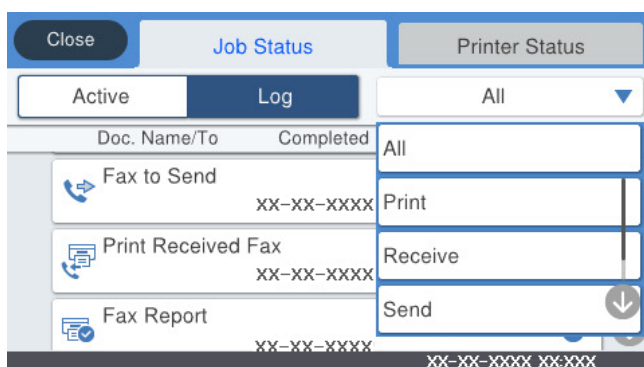 Close
Job Status
Printer Status
Active
Log
All
Doc. Name/To
Completed
All
Fax to Send
xx-xx-xxxx
Print
Print Received Fax
xx-xx-xxxx
Receive
Fax Report
xx-xx-xxxx
Send
xx-xx-xxxx xx:xxx